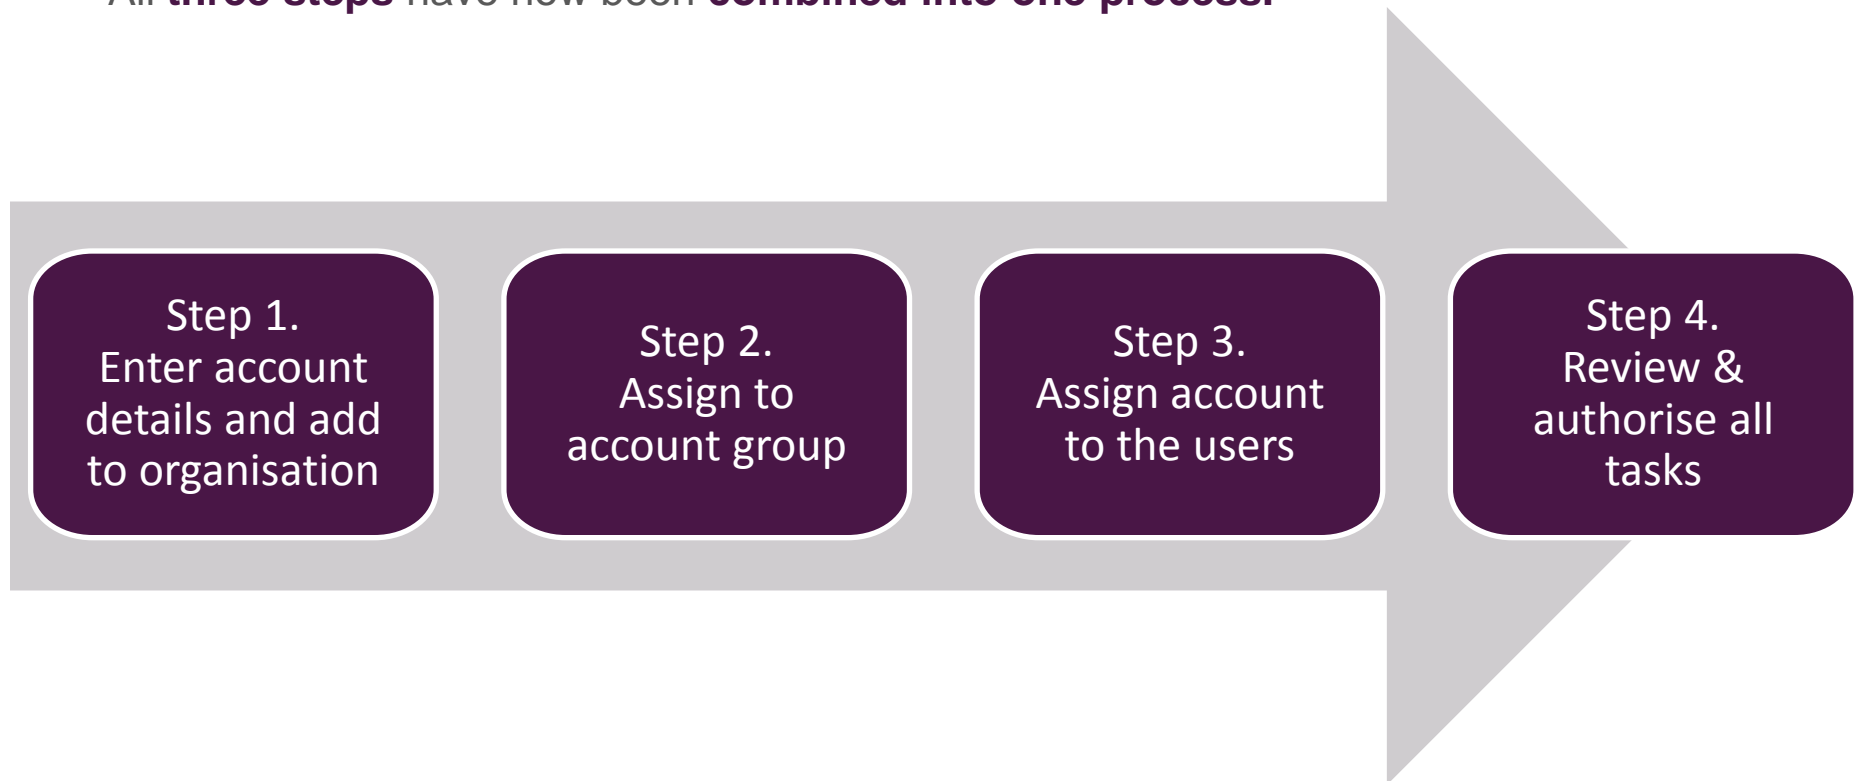 All three steps have now been combined into one process.
Step 1.
Enter account
details and add
to organisation
Step 2.
Assign to
account group
Step 3.
Assign account
to the users
Step 4.
Review &
authorise all
tasks